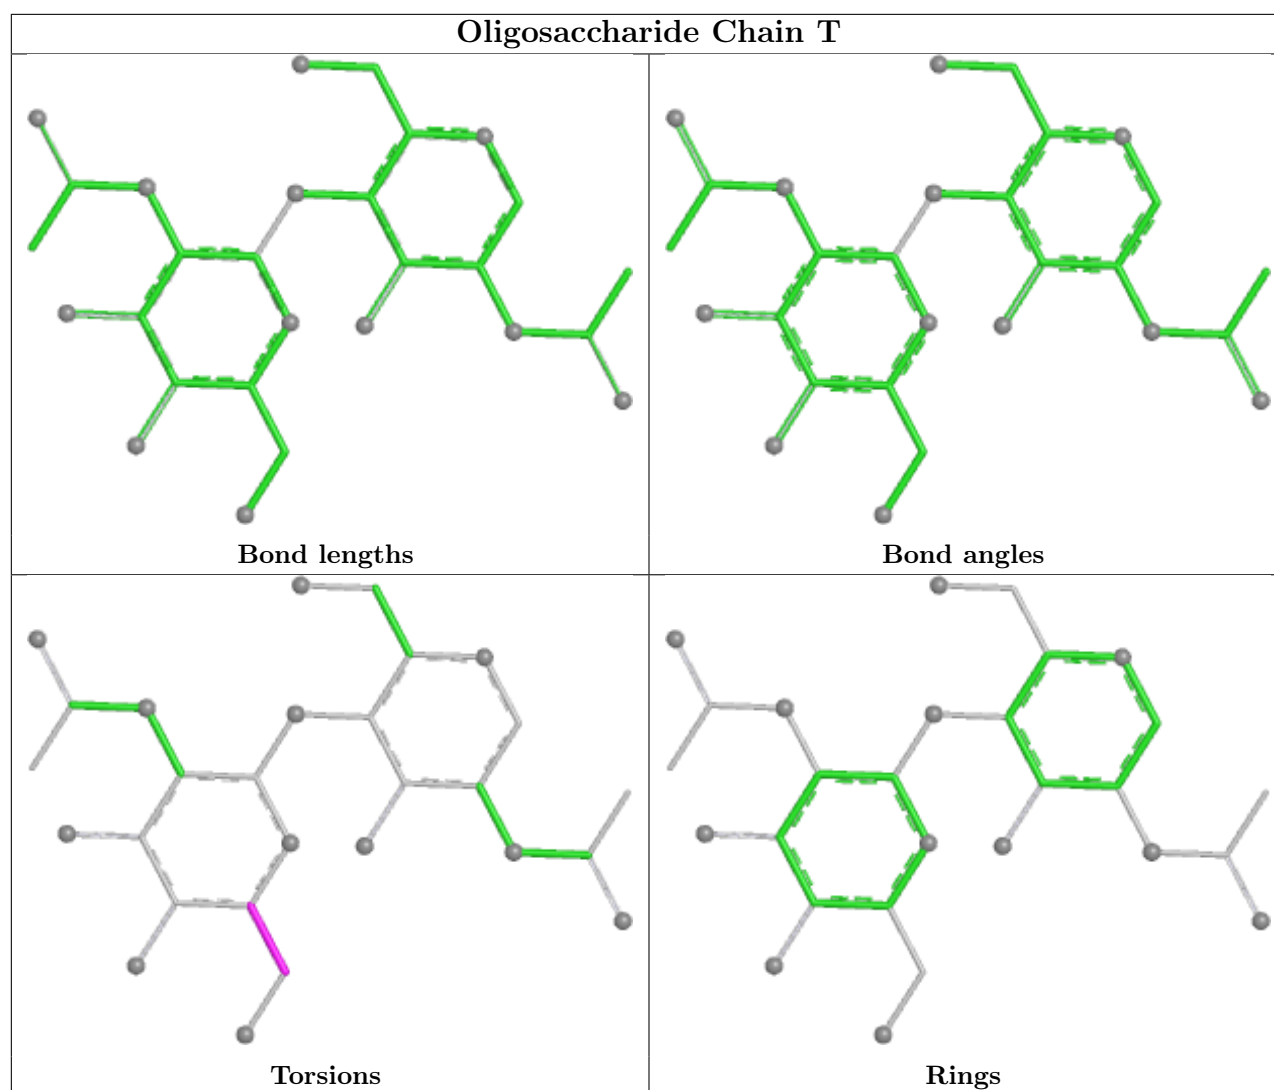 Oligosaccharide Chain T
Bond lengths
Bond angles
Torsions
Rings